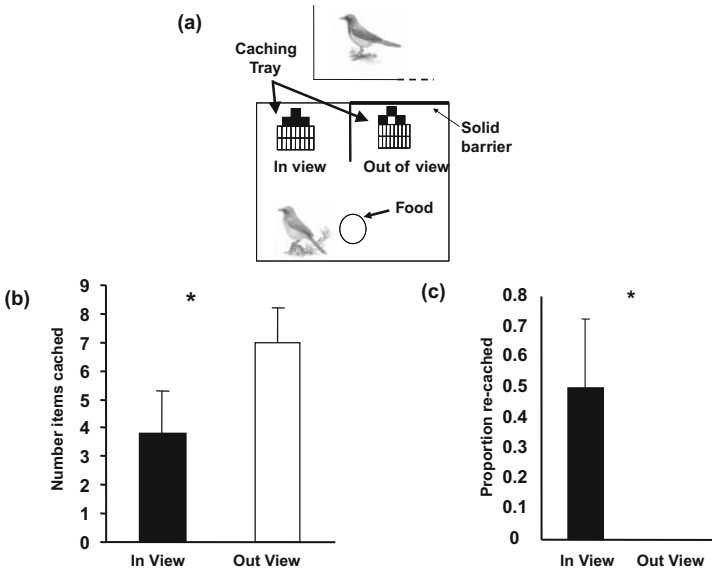 (a)
Caching
Tray
Solid
barrier
In view
Out of view
Food
(b)
*
Number items cached
9
8
7
6
5
4
3
2
1
0
In View
Out View
(c)
*
Proportion re-cached
0.8
0.7
0.6
0.5
0.4
0.3
0.2
0.1
0
In View
Out View